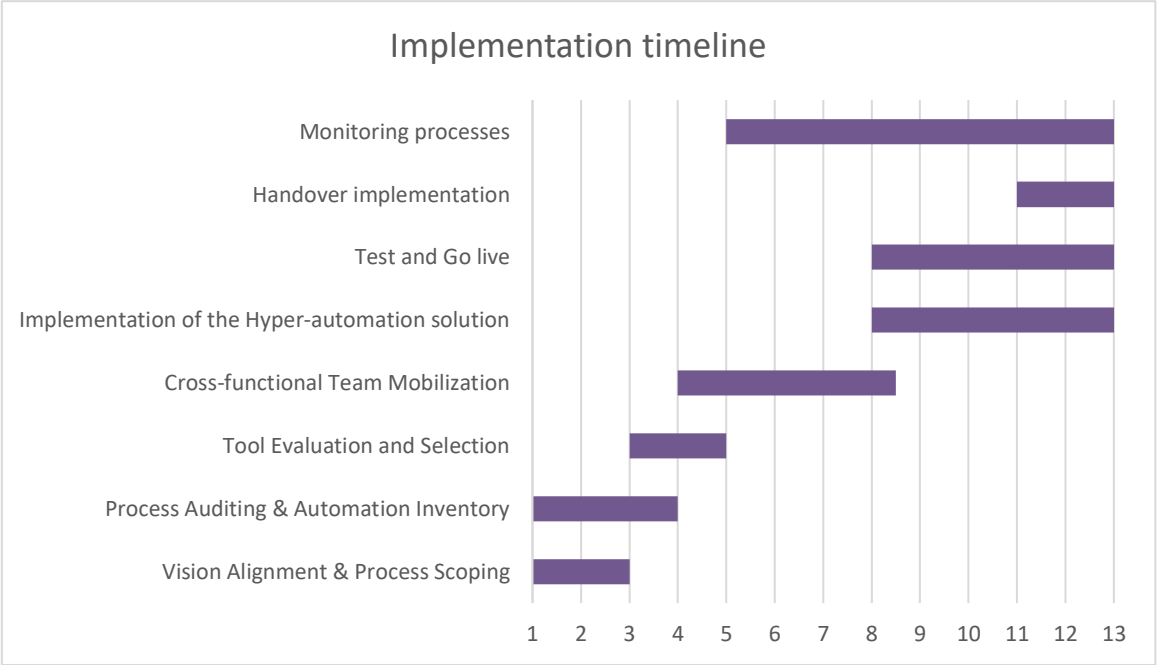 Implementation timeline
Monitoring processes
Handover implementation
Test and Go live
Implementation of the Hyper-automation solution
Cross-functional Team Mobilization
Tool Evaluation and Selection
Process Auditing & Automation Inventory
Vision Alignment & Process Scoping
1 2 3 4 5 6 7 8 9 10 11 12 13